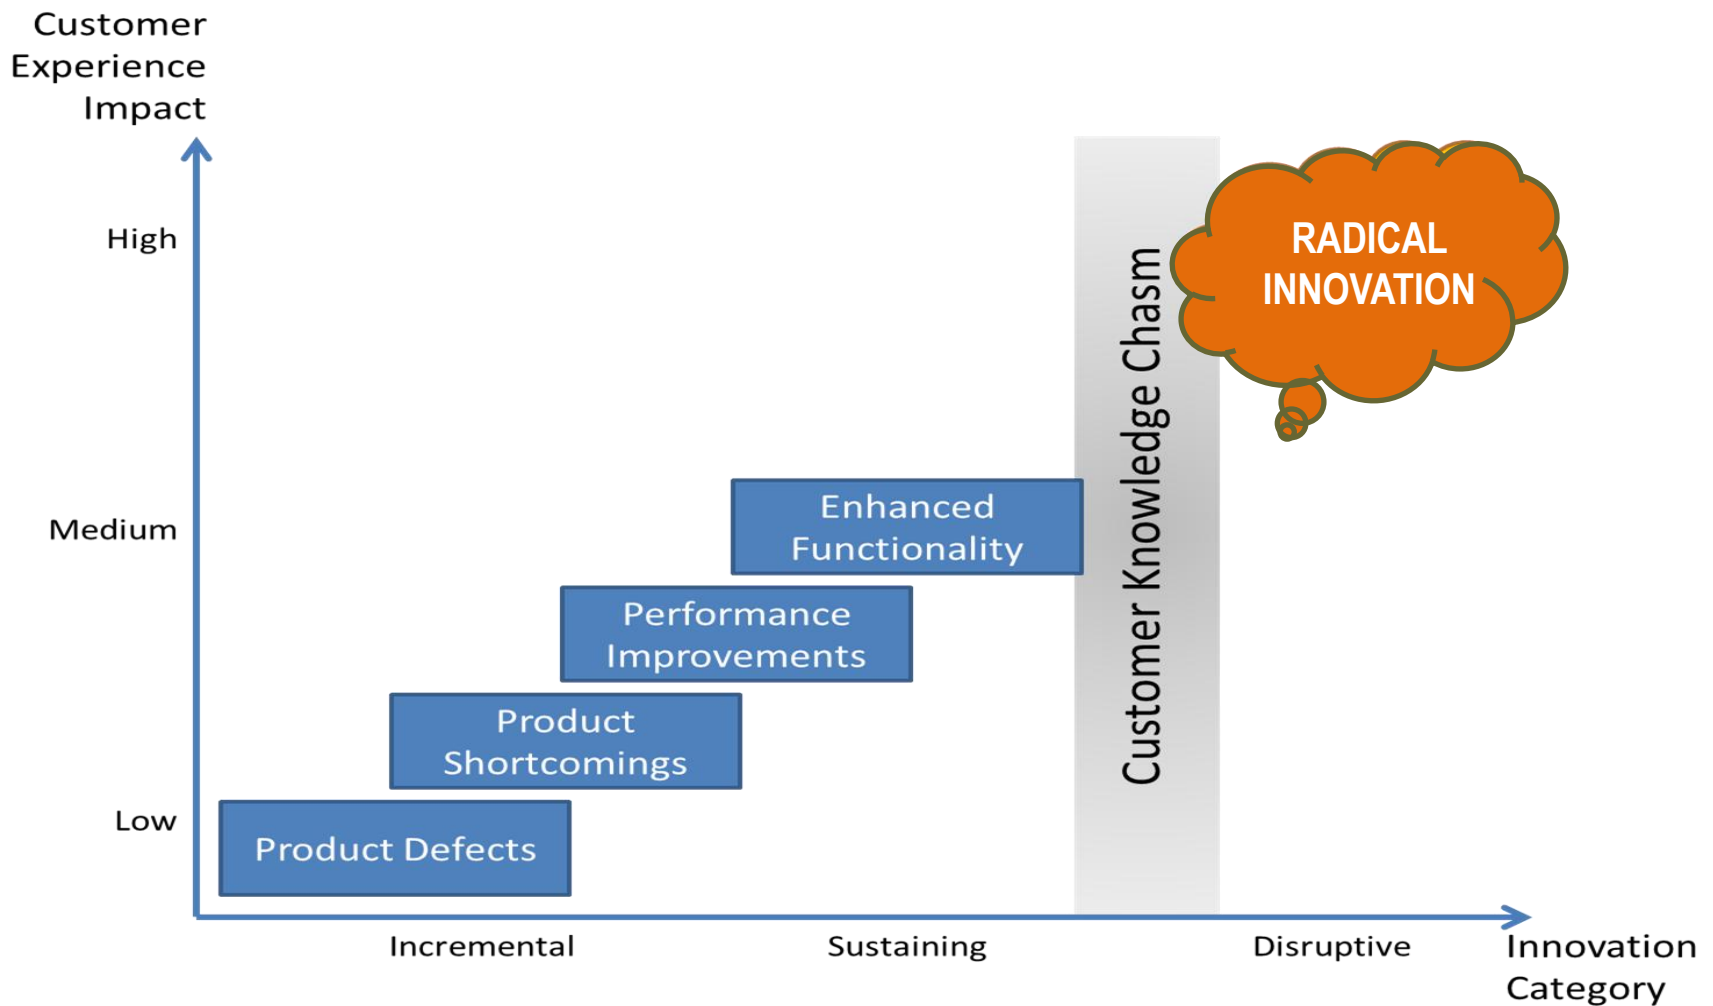 Customer
Experience
Impact
High
RADICAL
INNOVATION
Customer Knowledge Chasm
Medium
Enhanced
Functionality
Performance
Improvements
Product
Shortcomings
Low
Product Defects
Incremental
Sustaining
Disruptive
Innovation
Category